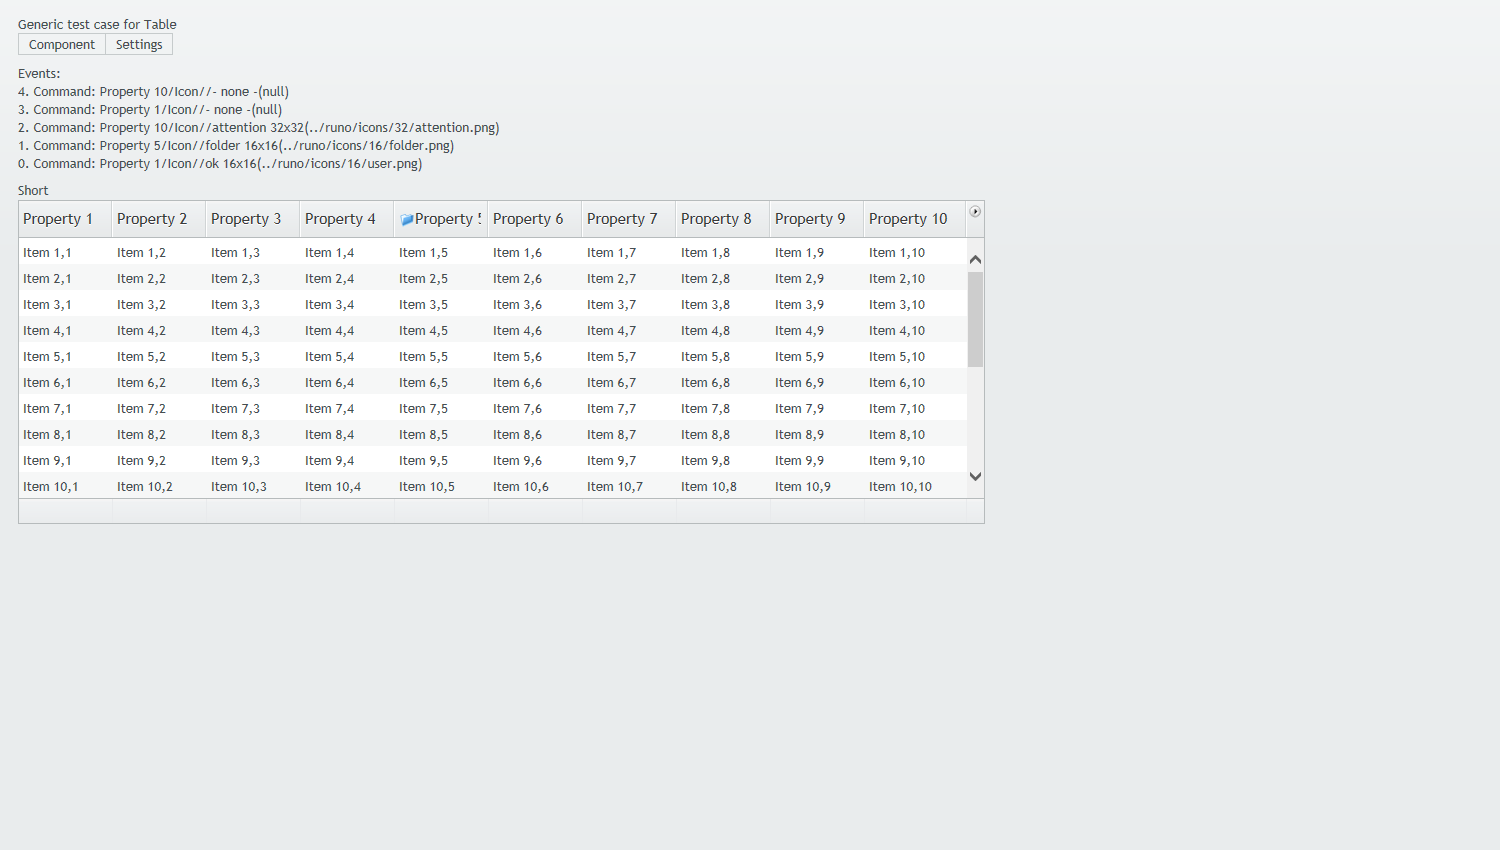 Generic test case for Table
Component Settings
Events:
4. Command: Property 10/Icon//- none -(null)
3. Command: Property 1/Icon//- none -(null)
2. Command: Property 10/Icon//attention 32x32(../runo/icons/32/attention.png)
1. Command: Property 5/Icon//folder 16x16(../runo/icons/16/folder.png)
0. Command: Property 1/Icon//ok 16x16(../runo/icons/16/user.png)
Short
Property 1 Property 2 Property 3 Property 4 Property Property 6 Property 7 Property 8 Property 9 Property 10
Item 1,1 Item 1,2 Item 1,3 Item 1,4 Item 1,5 Item 1,6 Item 1,7 Item 1,8 Item 1,9 Item 1,10
Item 2,1 Item 2,2 Item 2,3 Item 2,4 Item 2,5 Item 2,6 Item 2,7 Item 2,8 Item 2,9 Item 2,10
Item 3,1 Item 3,2 Item 3,3 Item 3,4 Item 3,5 Item 3,6 Item 3,7 Item 3,8 Item 3,9 Item 3,10
Item 4,1 Item 4,2 Item 4,3 Item 4,4 Item 4,5 Item 4,6 Item 4,7 Item 4,8 Item 4,9 Item 4,10
Item 5,1 Item 5,2 Item 5,3 Item 5,4 Item 5,5 Item 5,6 Item 5,7 Item 5,8 Item 5,9 Item 5,10
Item 6,1 Item 6,2 Item 6,3 Item 6,4 Item 6,5 Item 6,6 Item 6,7 Item 6,8 Item 6,9 Item 6,10
Item 7,1 Item 7,2 Item 7,3 Item 7,4 Item 7,5 Item 7,6 Item 7,7 Item 7,8 Item 7,9 Item 7,10
Item 8,1 Item 8,2 Item 8,3 Item 8,4 Item 8,5 Item 8,6 Item 8,7 Item 8,8 Item 8,9 Item 8,10
Item 9,1 Item 9,2 Item 9,3 Item 9,4 Item 9,5 Item 9,6 Item 9,7 Item 9,8 Item 9,9 Item 9,10
Item 10,1 Item 10,2 Item 10,3 Item 10,4 Item 10,5 Item 10,6 Item 10,7 Item 10,8 Item 10,9 Item 10,10